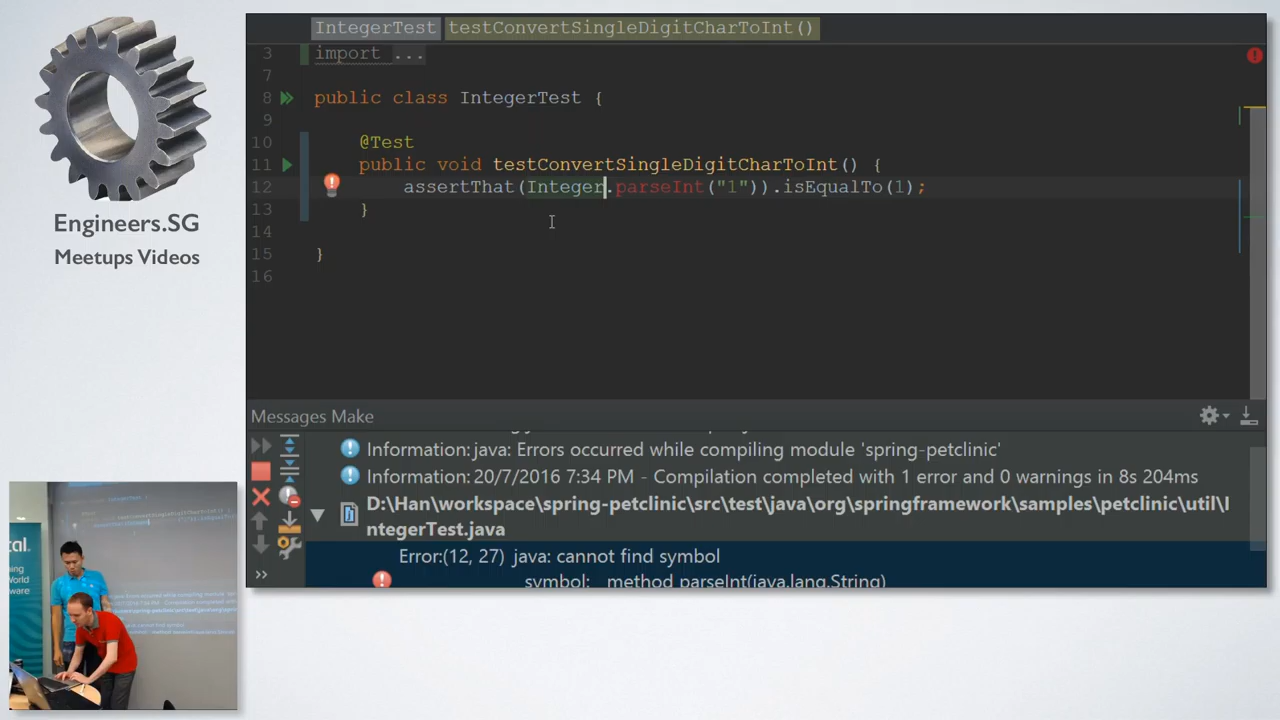 Engineers.SG
Meetups Videos
IntegerTest testConvertSingleDigitCharToInt()
3 import ...
7
8 public class IntegerTest {
9
10 @Test
11 public void testConvertSingleDigitCharToInt() {
12 assertThat(Integer.parseInt("1")).isEqualTo(1);
13 }
14
15 }
16
Messages Make
Information: java: Errors occurred while compiling module 'spring-petclinic'
Information: 20/7/2016 7:34 PM - Compilation completed with 1 error and 0 warnings in 8s 204ms
D:\Han\workspace\spring-petclinic\src\test\java\org\springframework\samples\petclinic\util\I
ntegerTest.java
Error:(12, 27) java: cannot find symbol
symbol: method parseInt(java.lang.String)